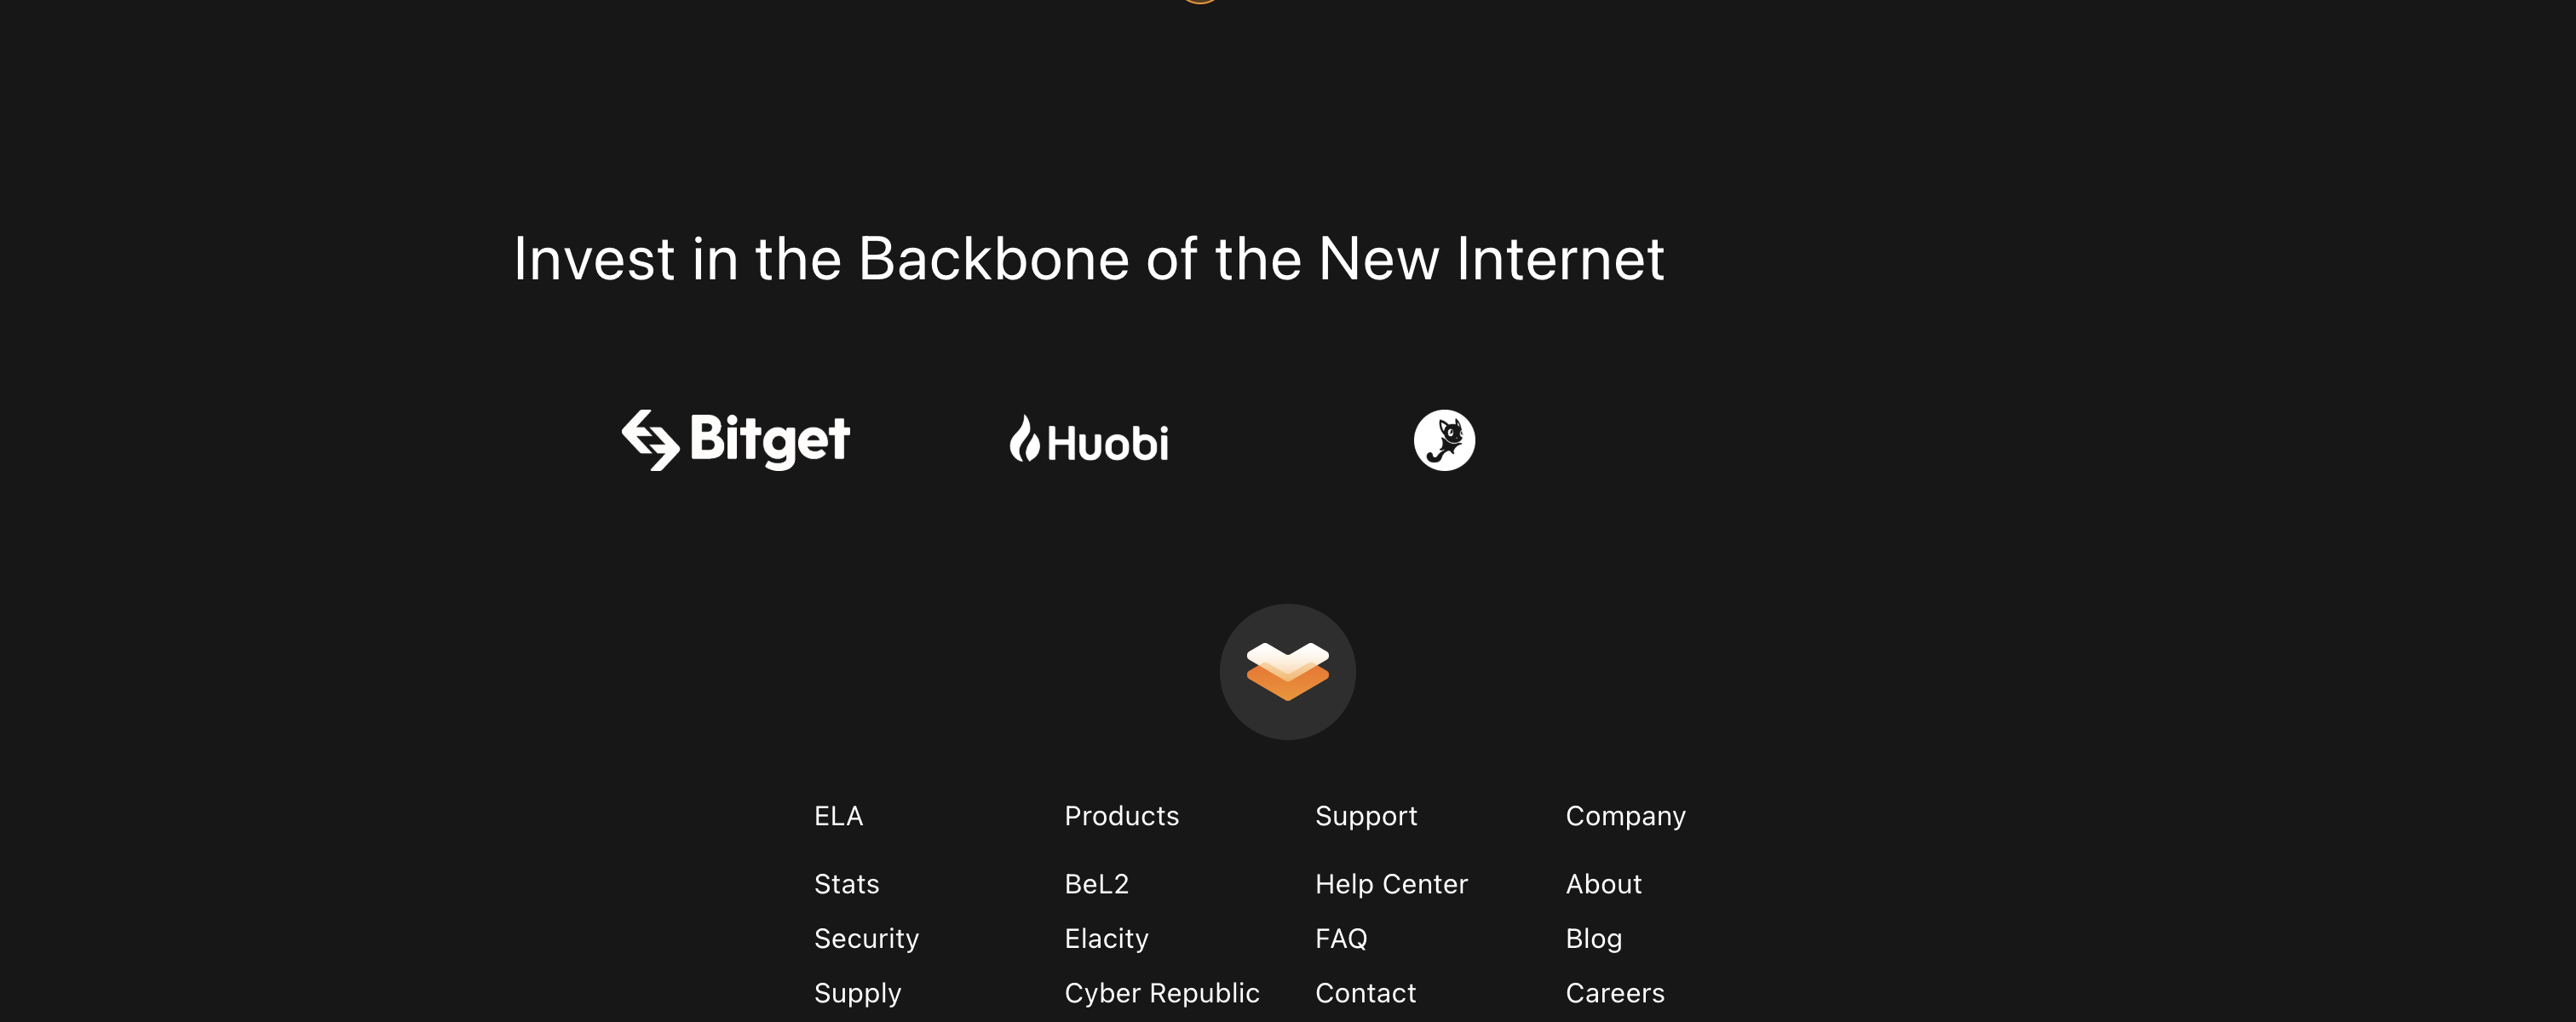 Invest in the Backbone of the New Internet
Bitget
Huobi
ELA
Stats
Security
Supply
Products
BeL2
Elacity
Cyber Republic
Support
Help Center
FAQ
Contact
Company
About
Blog
Careers